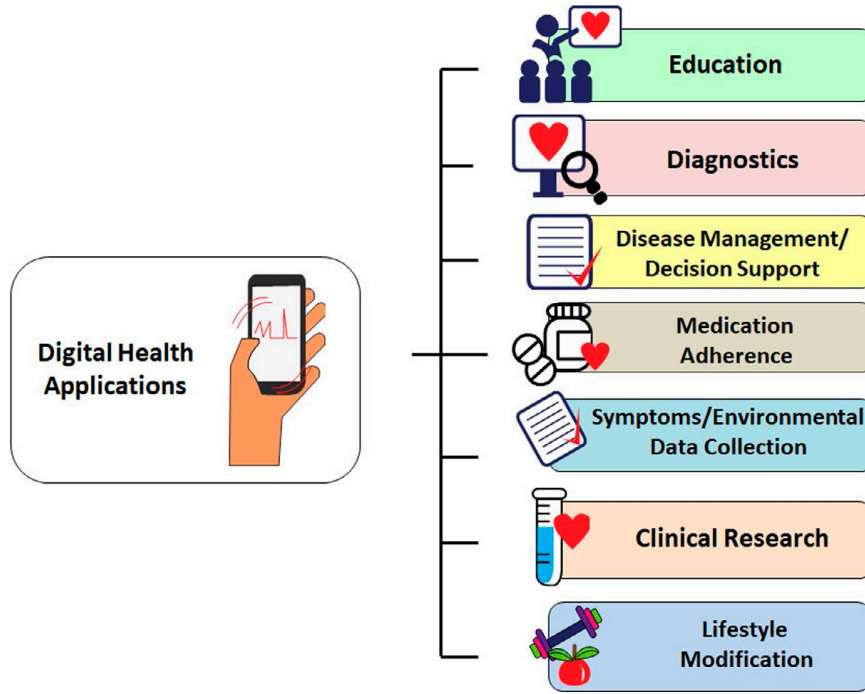 Digital Health
Applications
Education
Diagnostics
Disease Management/
Decision Support
Medication
Adherence
Symptoms/Environmental
Data Collection
Clinical Research
Lifestyle
Modification